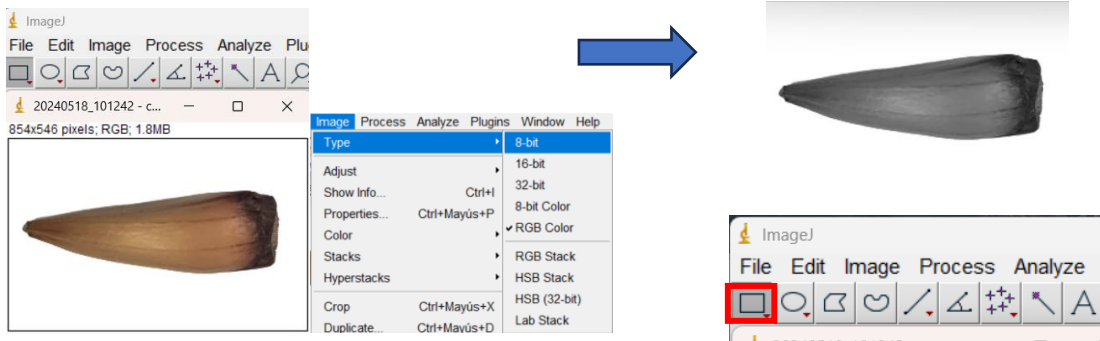 ImageJ
File Edit Image Process Analyze Plu
20240518_101242 - c...
854x546 pixels; RGB; 1.8MB
Image Process Analyze Plugins Window Help
Type
Adjust
Show Info... Ctrl+I
Properties... Ctrl+Mayús+P
Color
Stacks
Hyperstacks
Crop Ctrl+Mayús+X
Duplicate... Ctrl+Mayús+D
8-bit
16-bit
32-bit
8-bit Color
RGB Color
RGB Stack
HSB Stack
HSB (32-bit)
Lab Stack
ImageJ
File Edit Image Process Analyze